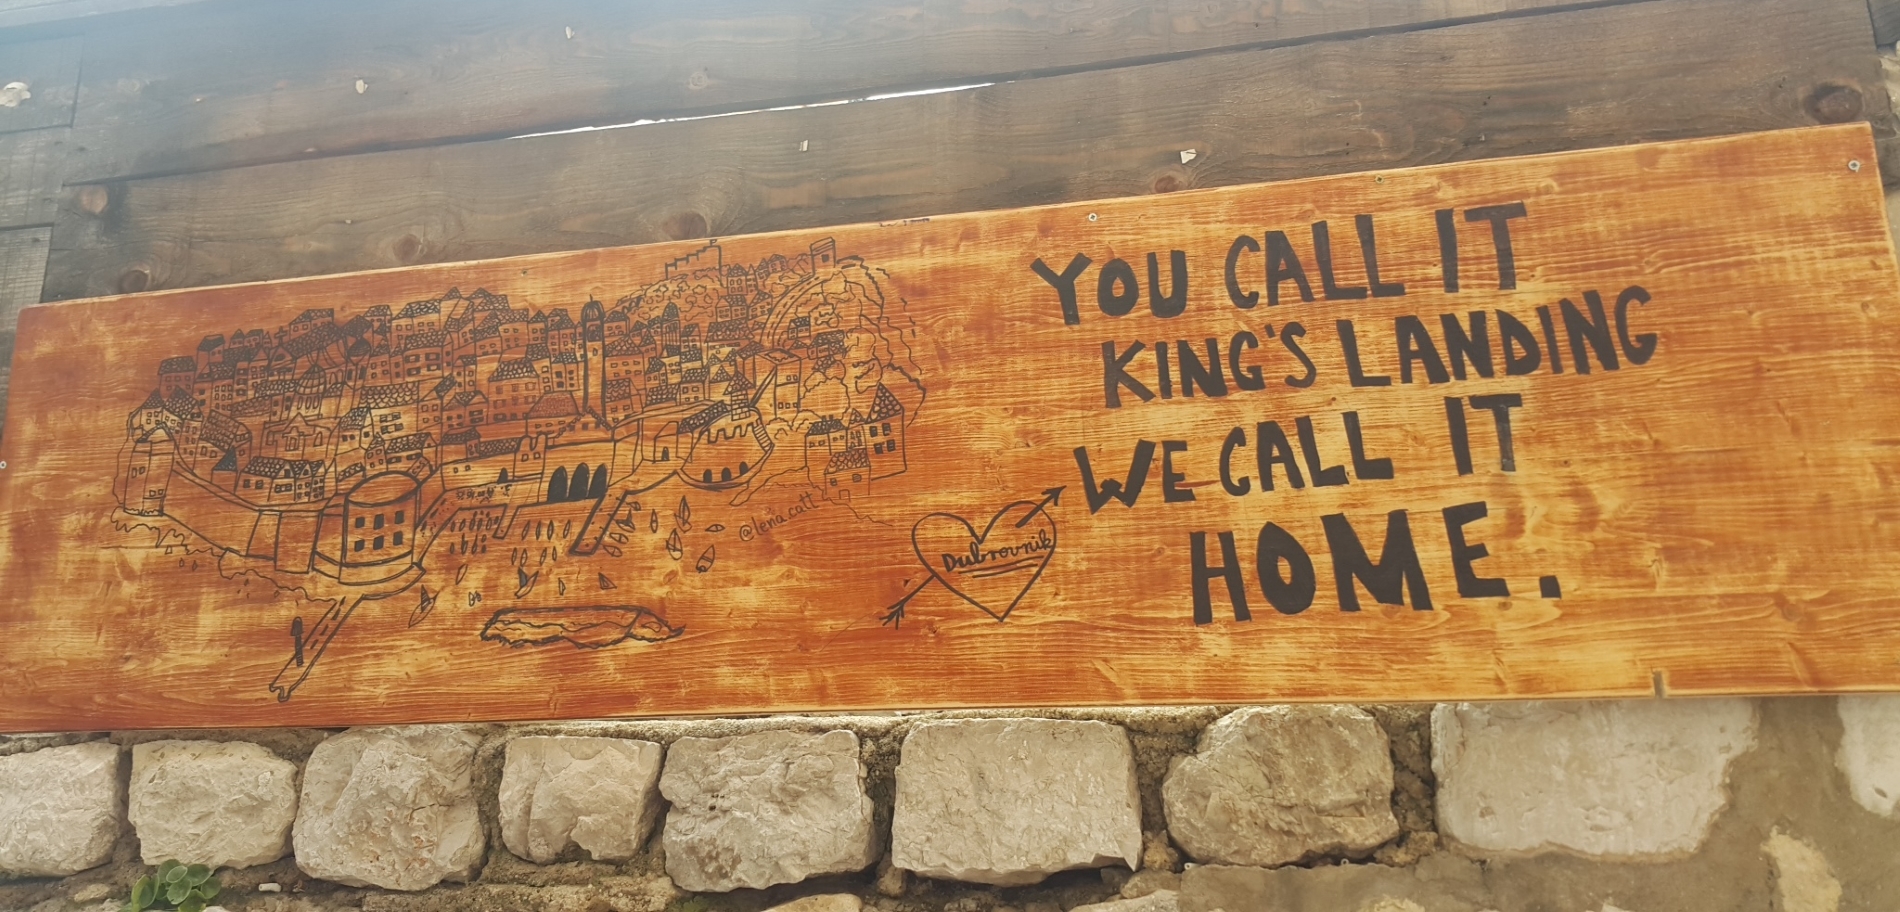 YOU CALL IT
KING'S LANDING
WE CALL IT
HOME.
Dubrovnik
@lena.catt